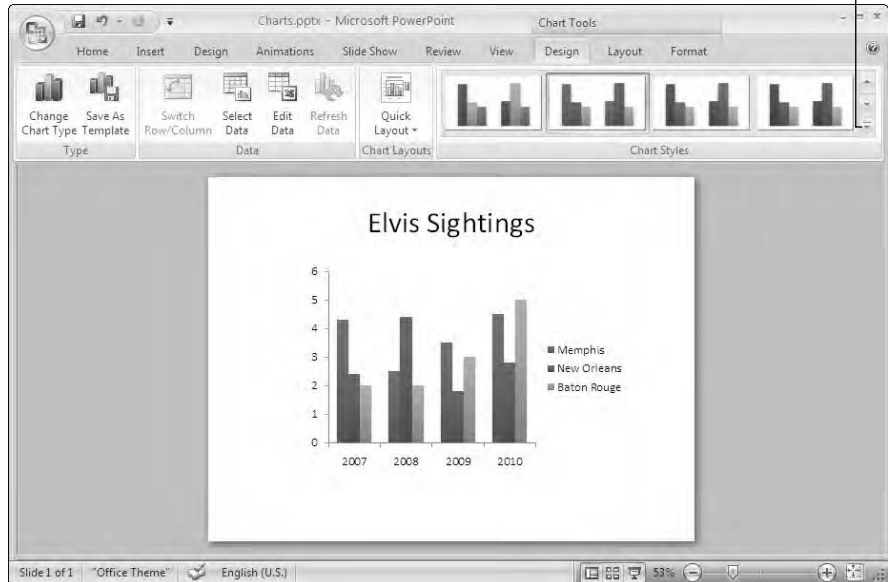 Charts.pptx - Microsoft PowerPoint
Chart Tools
Home Insert Design Animations Slide Show Review View Design Layout Format
Change Chart Type
Save As Template
Switch Row/Column
Select Data
Edit Data
Refresh Data
Quick Layout
Type
Data
Chart Layouts
Chart Styles
Elvis Sightings
6
5
4
3
2
1
0
2007 2008 2009 2010
Memphis
New Orleans
Baton Rouge
Slide 1 of 1 "Office Theme" English (U.S.) 53%